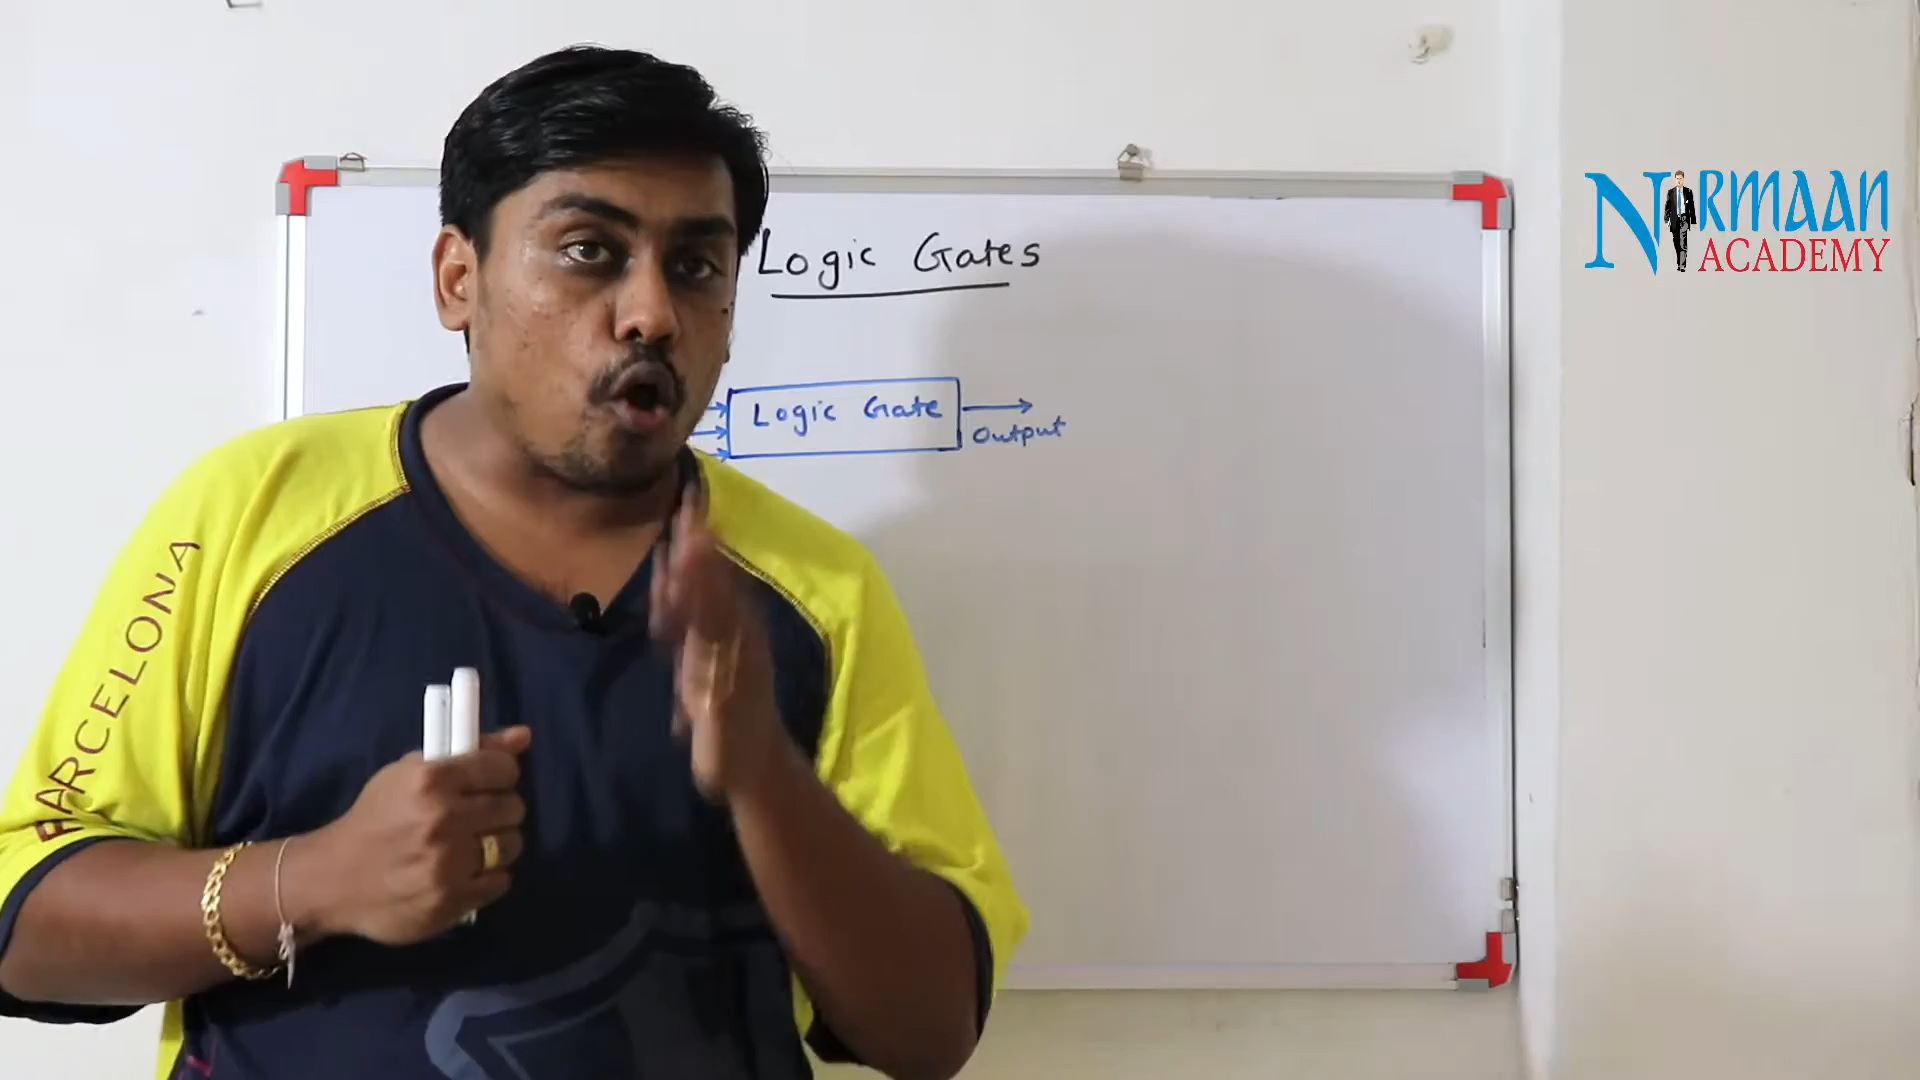 Logic Gates
NIRMAAN
ACADEMY
Logic Gate
Output
BARCELONA